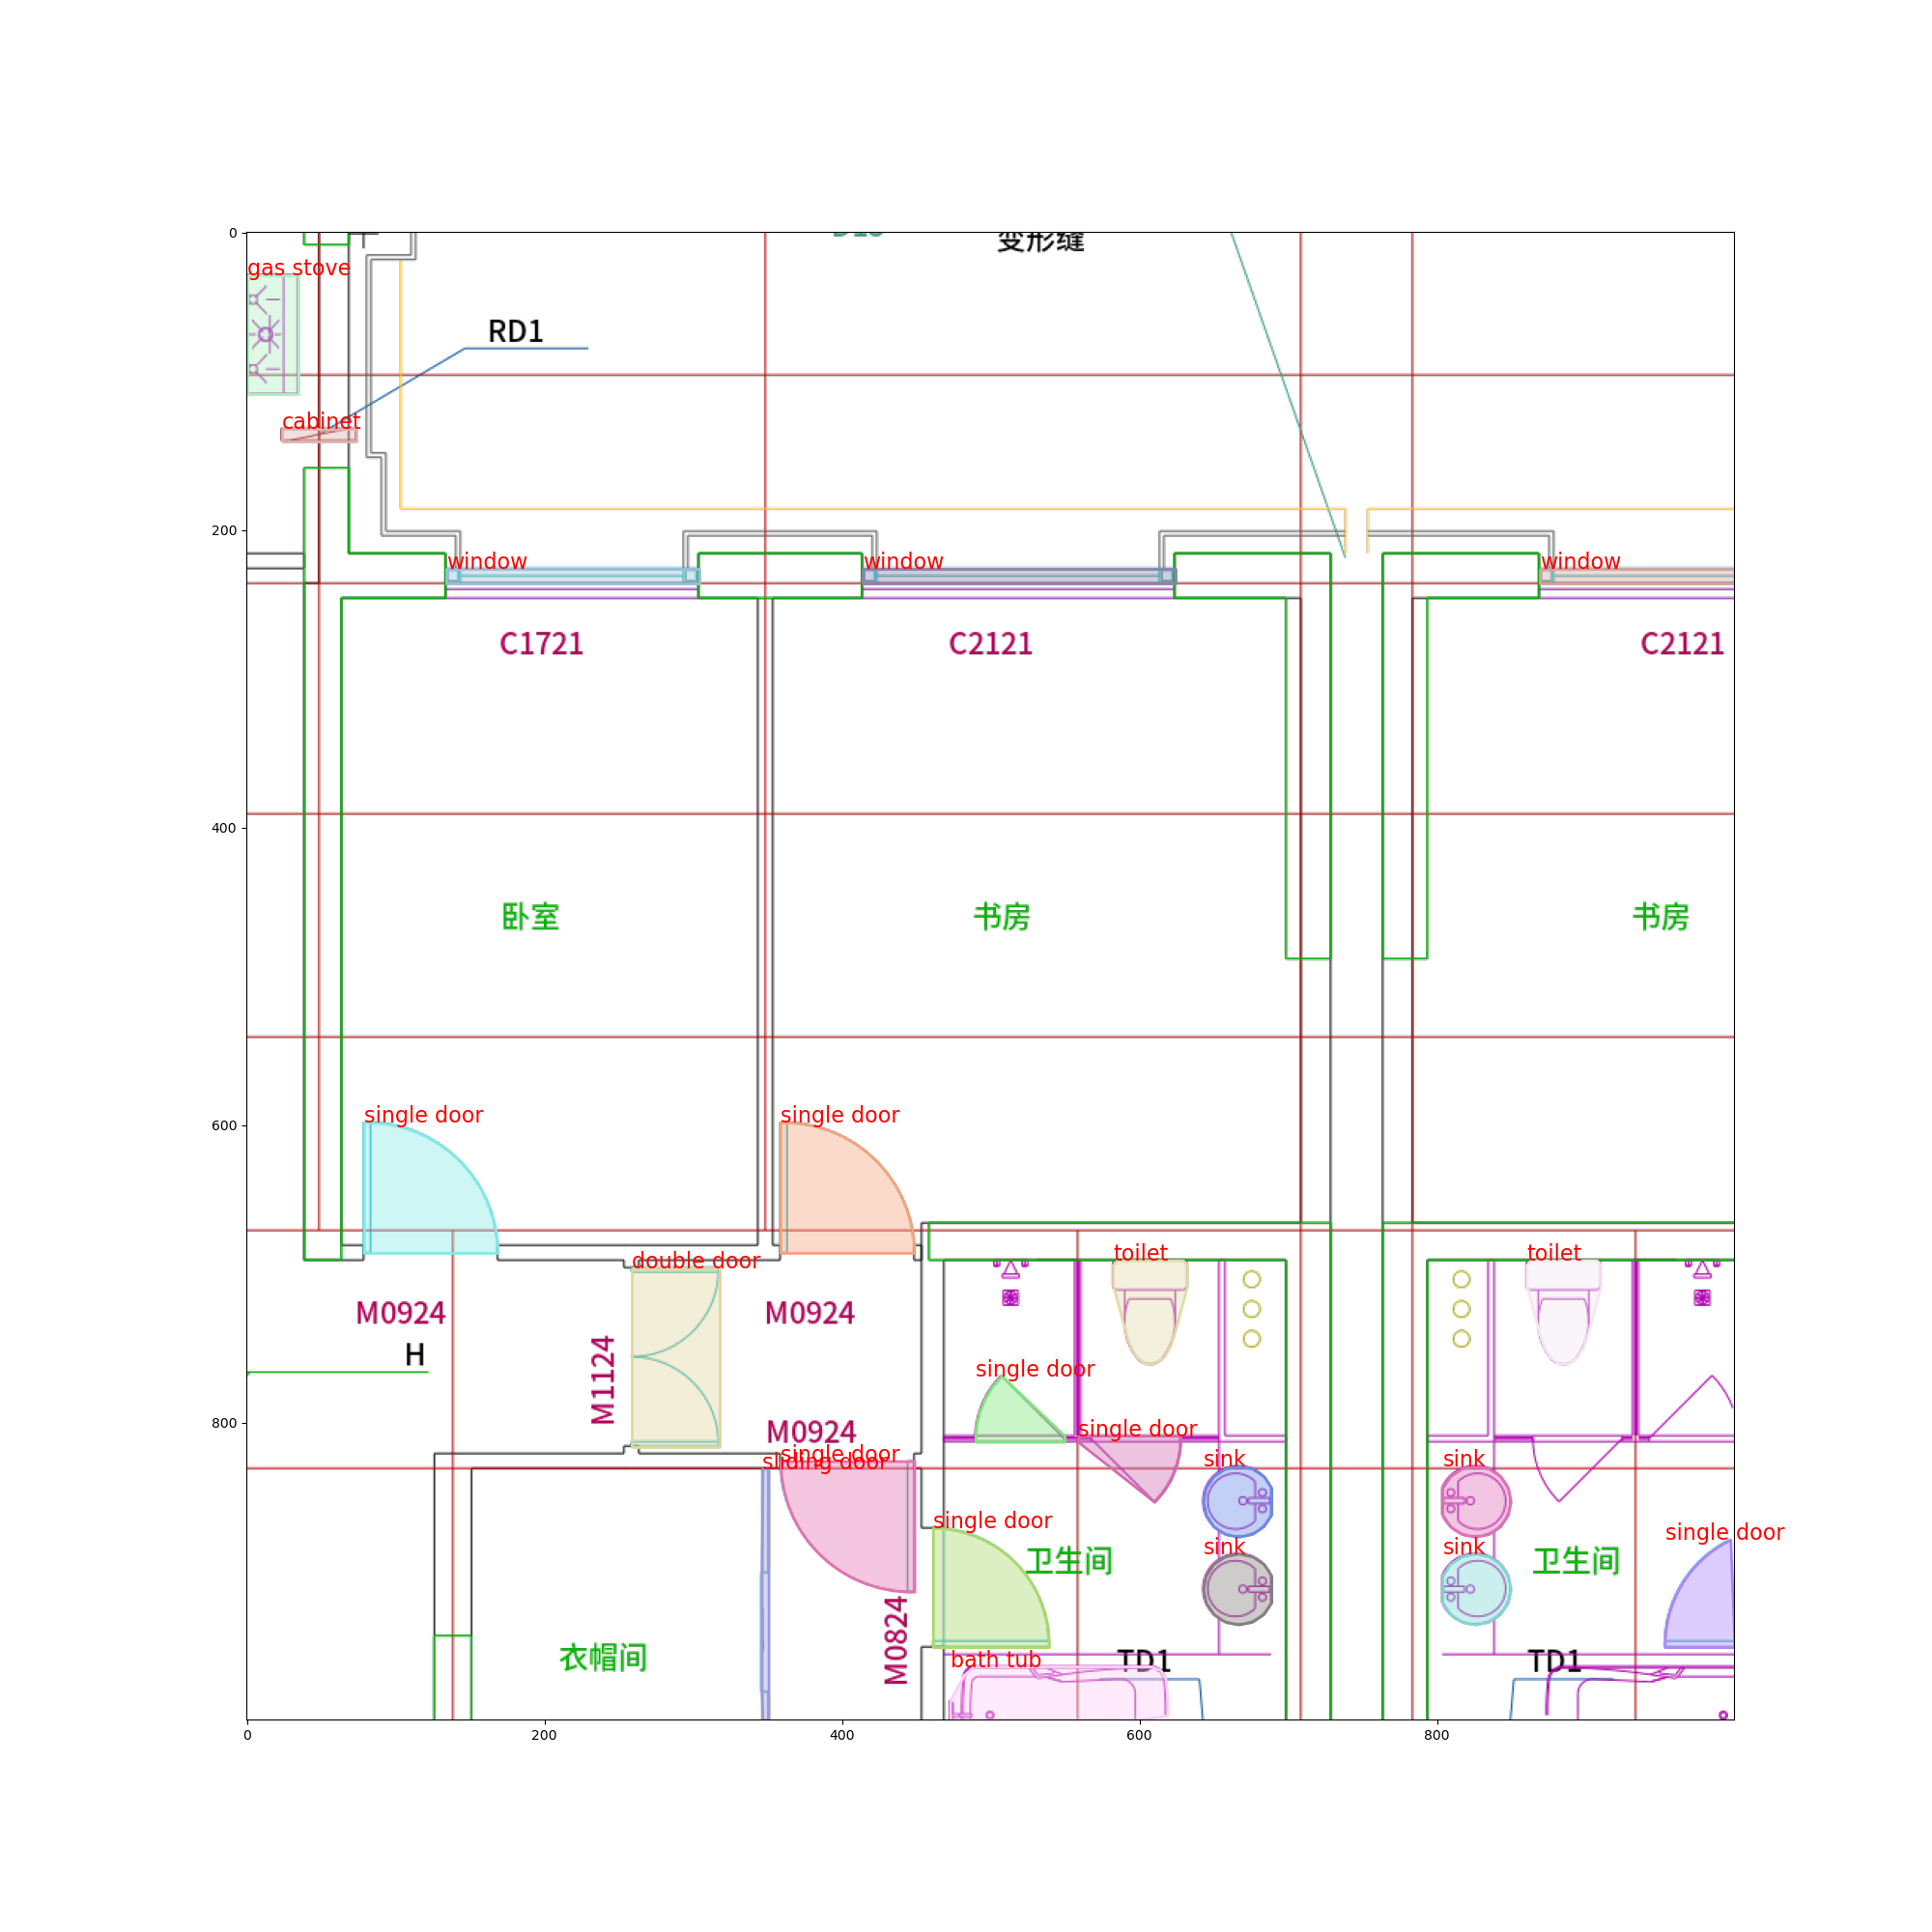 0
变形缝
gas stove
RD1
cabinet
200
window
window
window
C1721
C2121
C2121
400
卧室
书房
书房
600
single door
single door
double door
toilet
toilet
M0924
M0924
H
M1124
single door
800
M0924
single door
single door
sliding door
sink
sink
single door
single door
卫生间
卫生间
sink
sink
M0824
衣帽间
bath tub
TD1
TD1
0
200
400
600
800